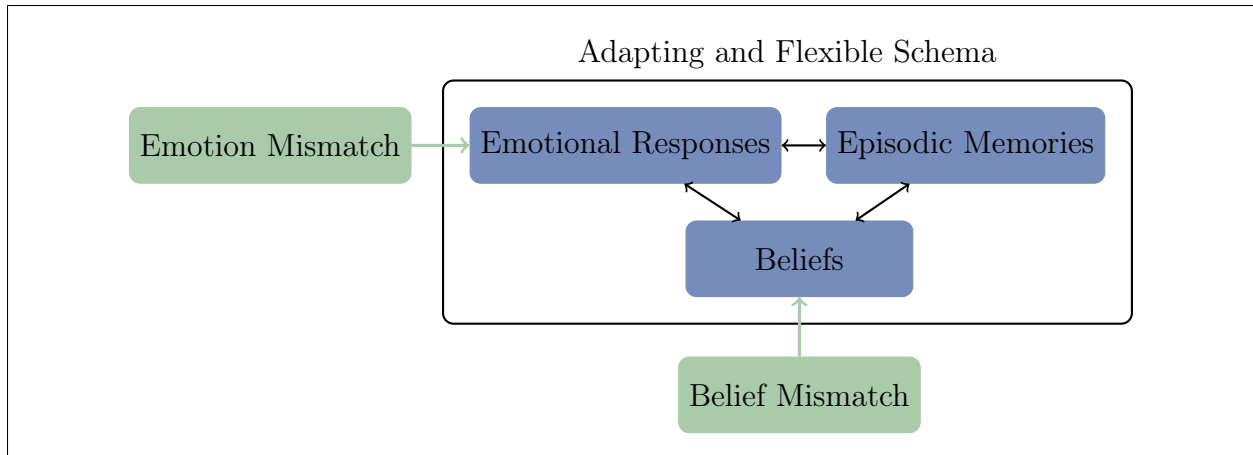 Adapting and Flexible Schema
Emotion Mismatch
Emotional Responses
Episodic Memories
Beliefs
Belief Mismatch